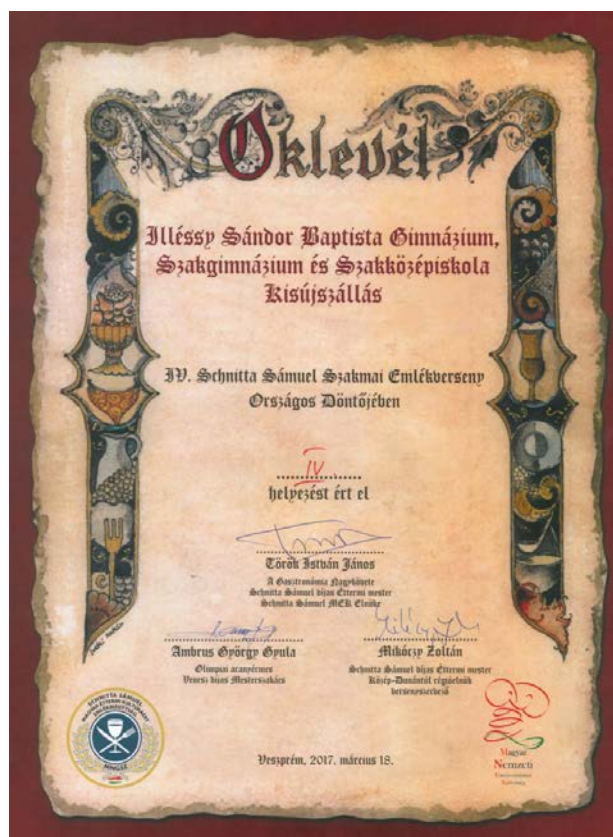 Oklevél
Illéssy Sándor Baptista Gimnázium,
Szakgimnázium és Szakközépiskola
Kisújszállás
IV. Schnitta Sámuel Szakmai Emlékverseny
Országos Döntőjében
IV
helyezést ért el
Török István János
A Gasztronómia Nagykövete
Schnitta Sámuel díjas Éttermi mester
Schnitta Sámuel MEK Elnöke
Ambrus György Gyula
Olimpiai aranyérmes
Venesz díjas Mesterszakács
Mikóczy Zoltán
Schnitta Sámuel díjas Éttermi mester
Közép-Dunántúl régióelnök
versenyszervező
SCHNITTA SÁMUEL
Magyar
Nemzeti
Veszprém, 2017. március 18.